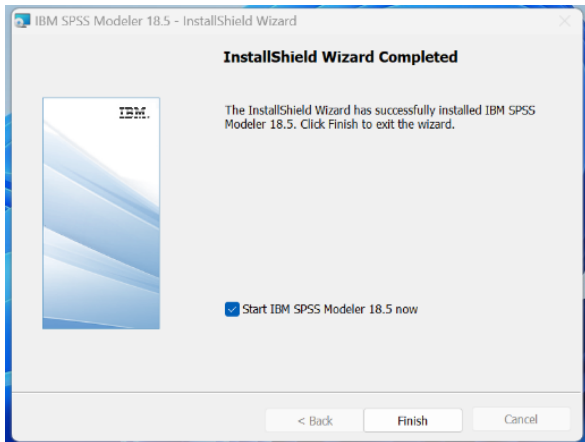 IBM SPSS Modeler 18.5 - InstallShield Wizard
InstallShield Wizard Completed
IBM.
The InstallShield Wizard has successfully installed IBM SPSS
Modeler 18.5. Click Finish to exit the wizard.
Start IBM SPSS Modeler 18.5 now
< Back
Finish
Cancel